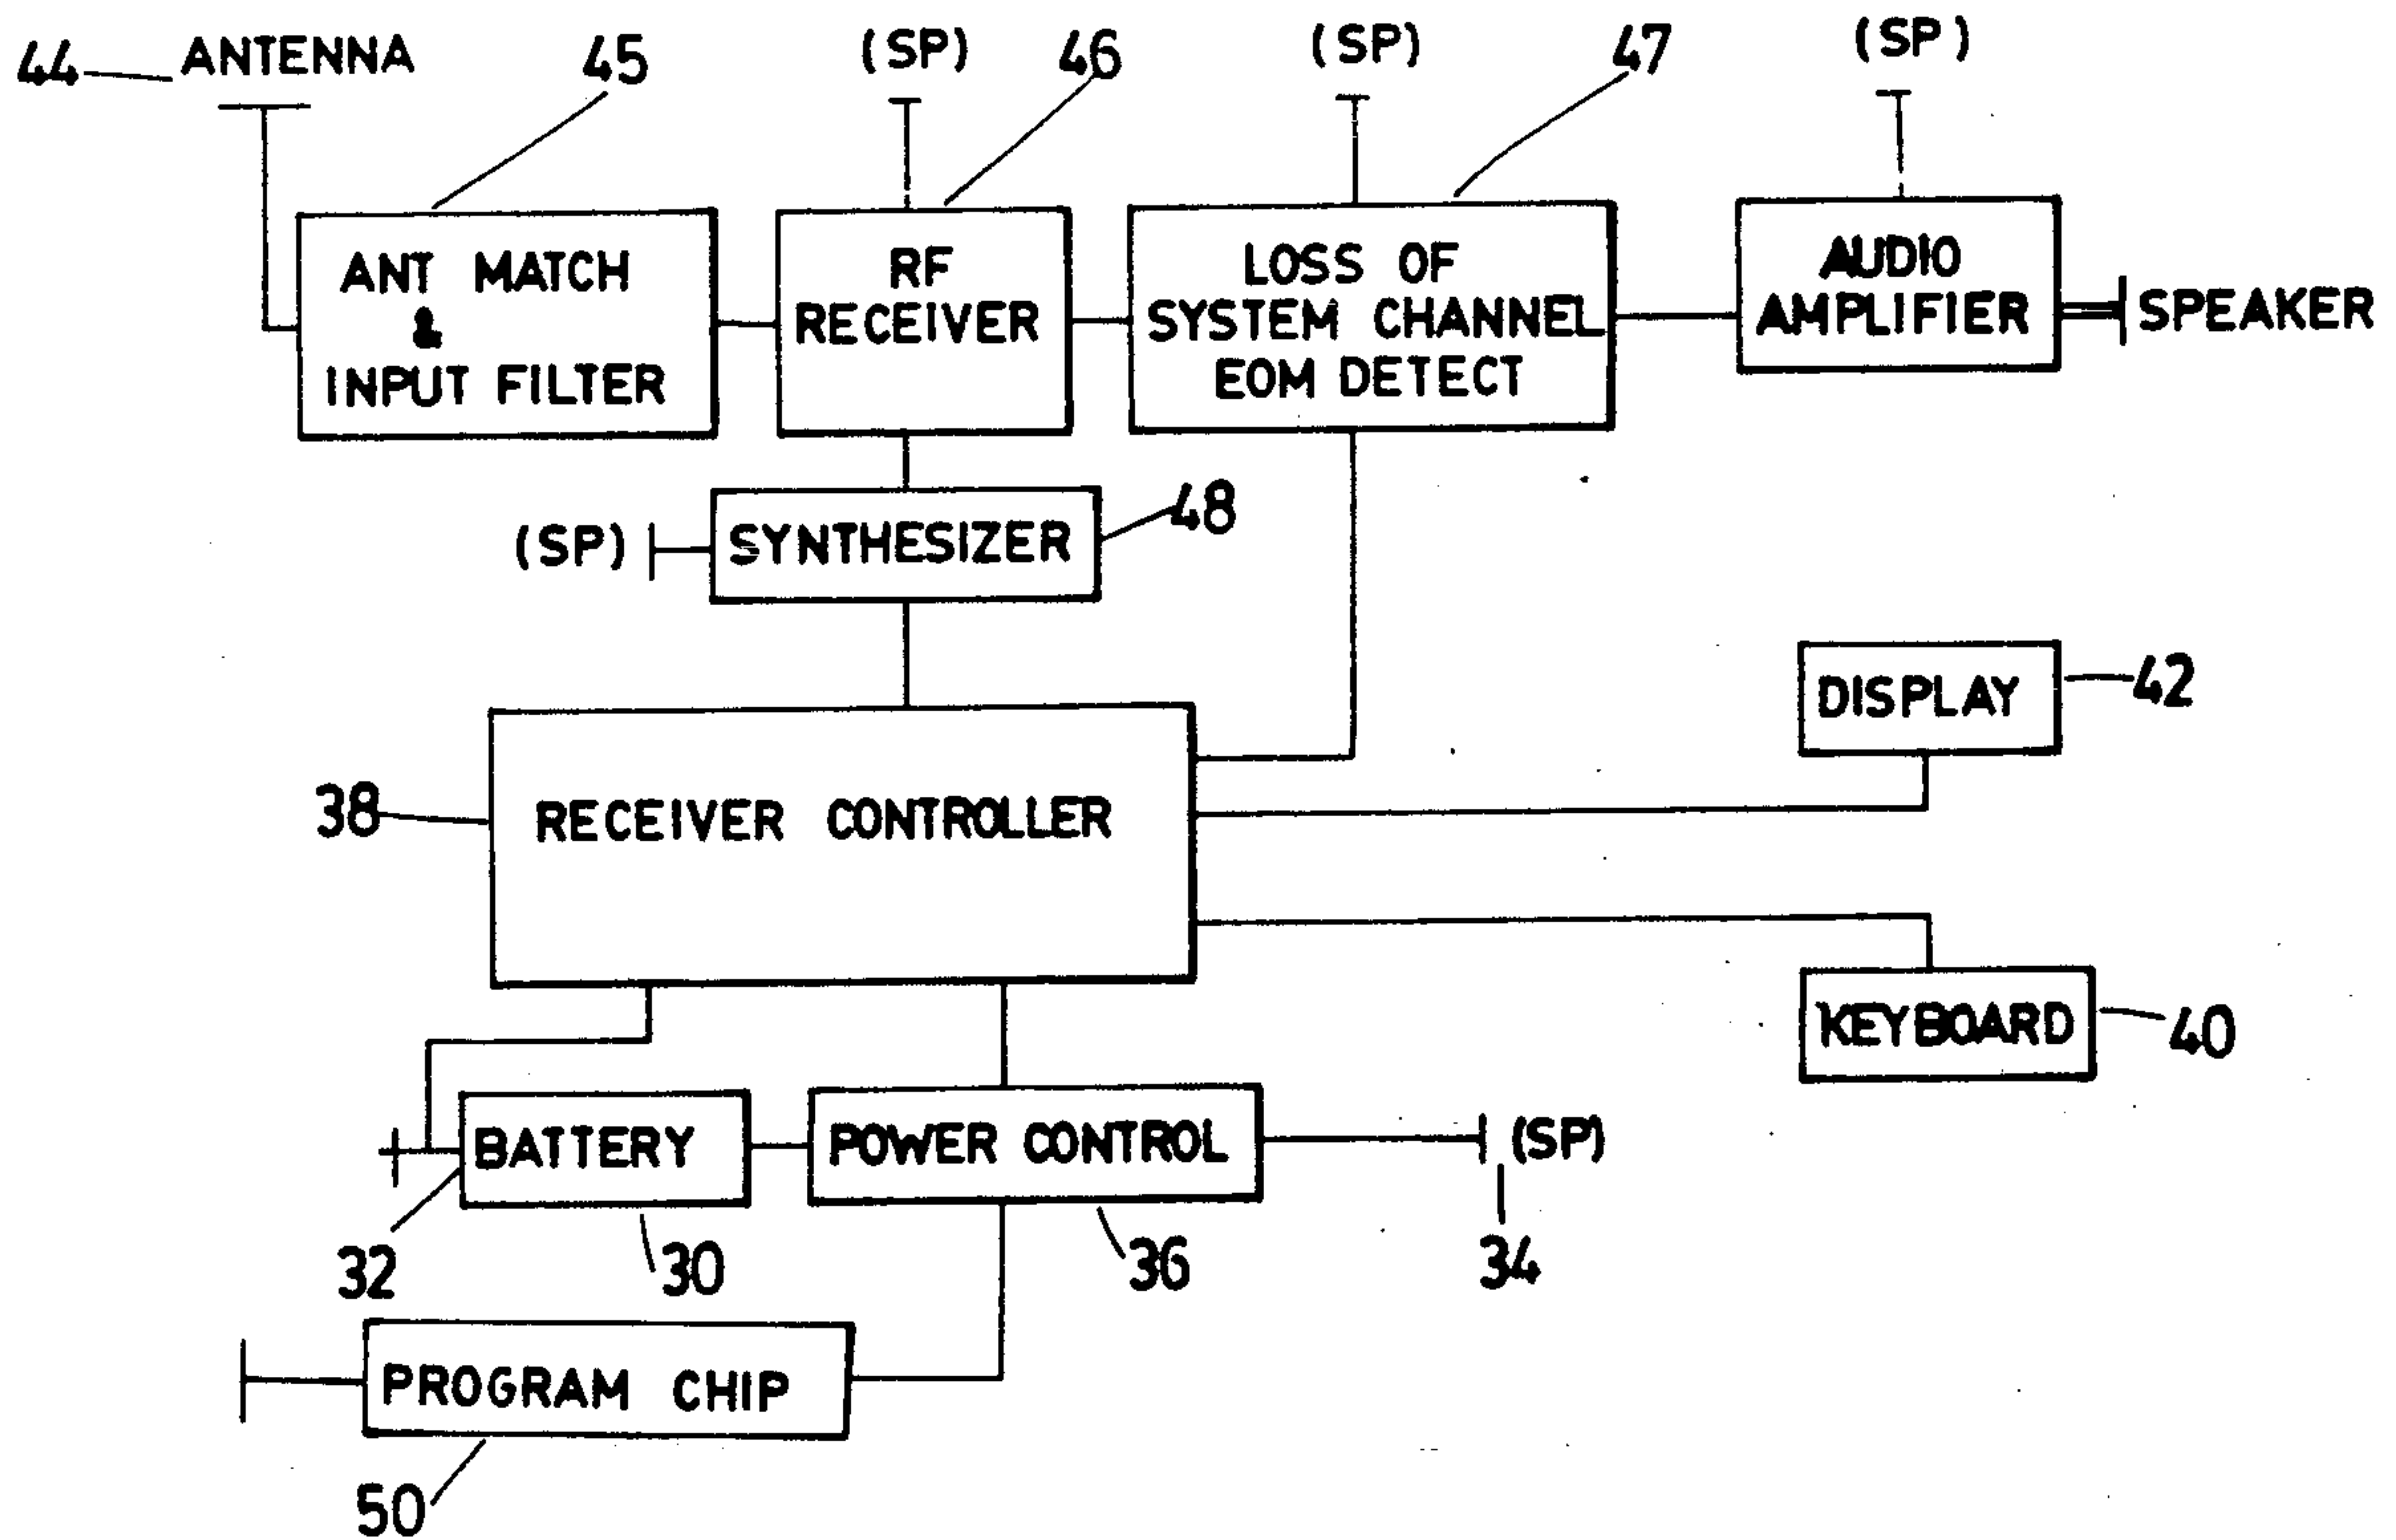 44 ANTENNA
45
(SP)
46
(SP)
47
(SP)
ANT MATCH
&
INPUT FILTER
RF
RECEIVER
LOSS OF
SYSTEM CHANNEL
EOM DETECT
AUDIO
AMPLIFIER
SPEAKER
(SP)
SYNTHESIZER
48
DISPLAY
42
38
RECEIVER CONTROLLER
KEYBOARD
40
BATTERY
POWER CONTROL
(SP)
32
30
36
34
PROGRAM CHIP
50